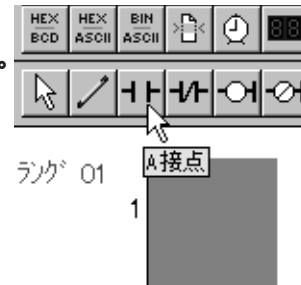 HEX
BCD
HEX
ASCII
BIN
ASCII
A接点
ラング 01
1